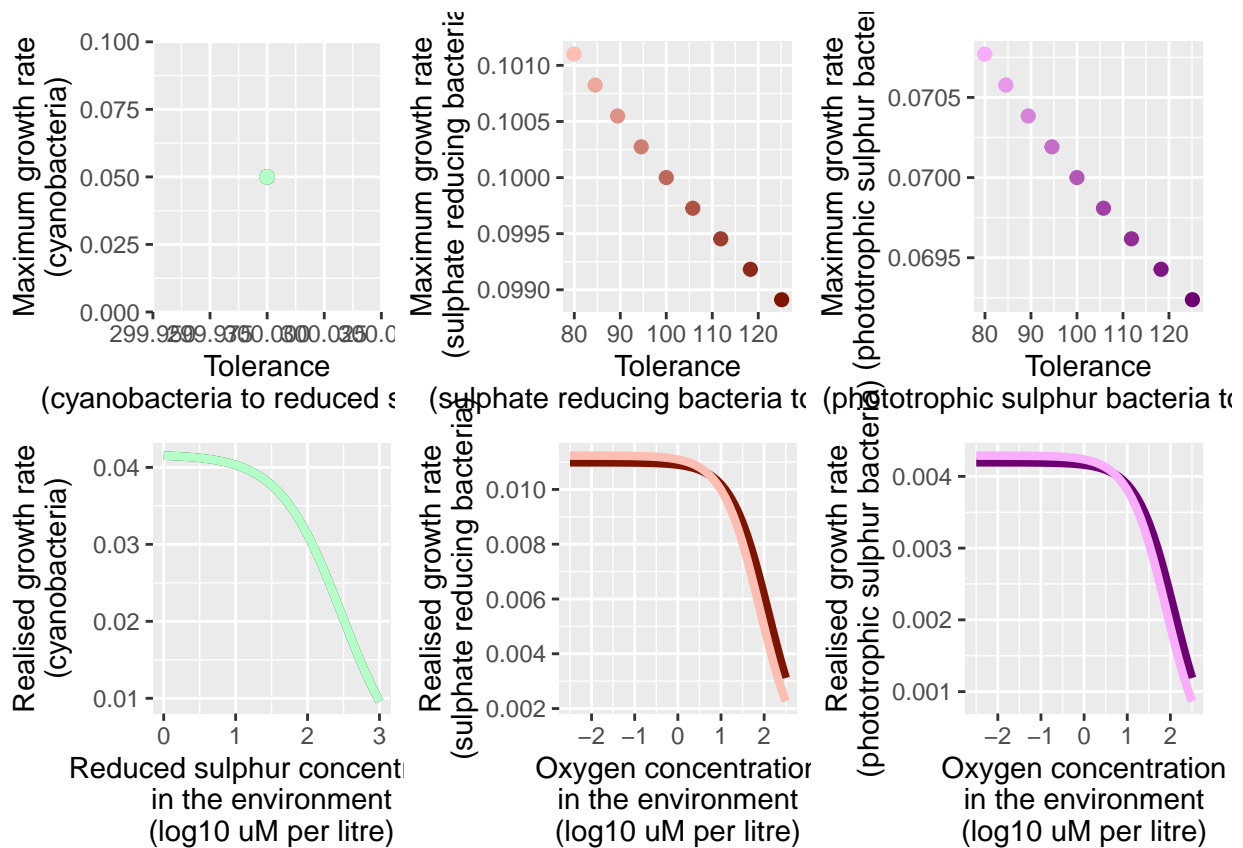 Maximum growth rate
(cyanobacteria)
0.100
0.075
0.050
0.025
0.000
300.000
Tolerance
(cyanobacteria to reduced
Maximum growth rate
(sulphate reducing bacteria
0.1010
0.1005
0.1000
0.0995
0.0990
80 90 100 110 120
Tolerance
(sulphate reducing bacteria to
Maximum growth rate
(phototrophic sulphur
0.0705
0.0700
0.0695
80 90 100 110 120
Tolerance
(phototrophic sulphur bacteria to
Realised growth rate
(cyanobacteria)
0.04
0.03
0.02
0.01
0 1 2 3
Reduced sulphur
in the environment
(log10 uM per litre)
Realised growth rate
(sulphate reducing bacteria)
0.010
0.008
0.006
0.004
0.002
−2 −1 0 1 2
Oxygen concentration
in the environment
(log10 uM per litre)
Realised growth rate
(phototrophic sulphur bacteria)
0.004
0.003
0.002
0.001
−2 −1 0 1 2
Oxygen concentration
in the environment
(log10 uM per litre)